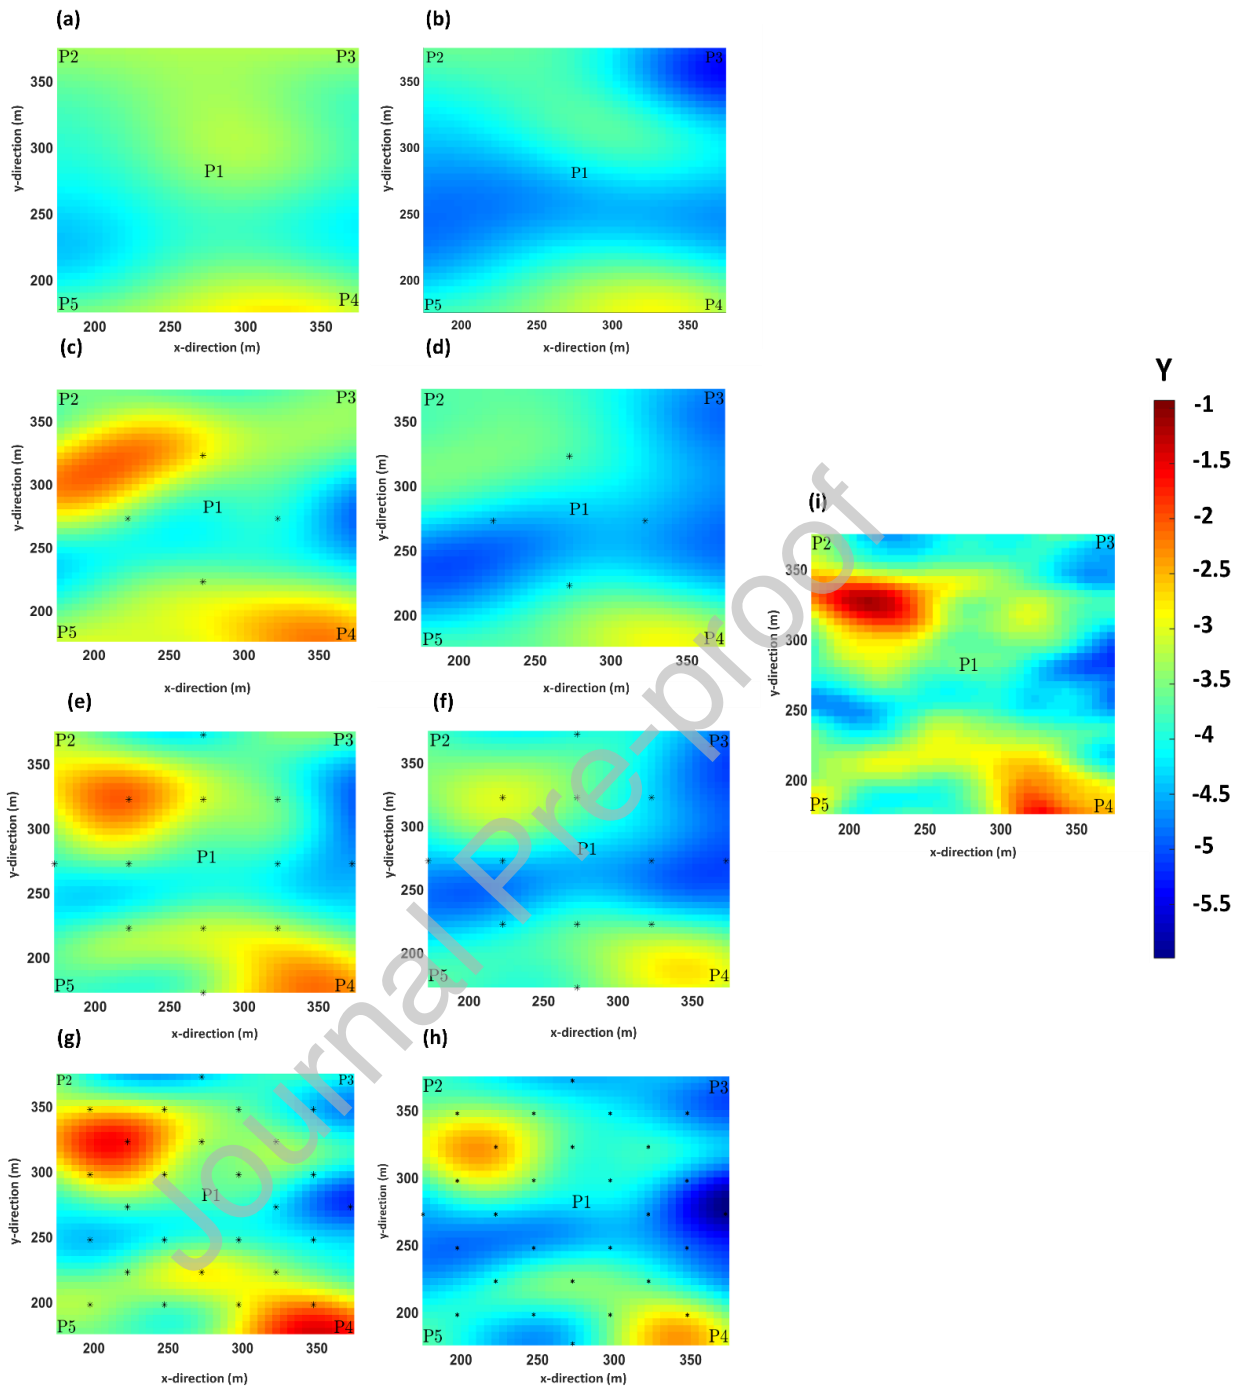 (a)
P2
P3
P1
P5
P4
350
300
250
200
200
250
300
350
y-direction (m)
x-direction (m)
(b)
P2
P3
P1
P5
P4
350
300
250
200
200
250
300
350
y-direction (m)
x-direction (m)
(c)
P2
P3
P1
P5
P4
350
300
250
200
200
250
300
350
y-direction (m)
x-direction (m)
(d)
P2
P3
P1
P5
P4
350
300
250
200
200
250
300
350
y-direction (m)
x-direction (m)
(e)
P2
P3
P1
P5
P4
350
300
250
200
200
250
300
350
y-direction (m)
x-direction (m)
(f)
P2
P3
P1
P5
P4
350
300
250
200
200
250
300
350
y-direction (m)
x-direction (m)
(g)
P2
P3
P1
P5
P4
350
300
250
200
200
250
300
350
y-direction (m)
x-direction (m)
(h)
P2
P3
P1
P5
P4
350
300
250
200
200
250
300
350
y-direction (m)
x-direction (m)
(i)
P2
P3
P1
P5
P4
350
300
250
200
200
250
300
350
y-direction (m)
x-direction (m)
Y
-1
-1.5
-2
-2.5
-3
-3.5
-4
-4.5
-5
-5.5
Journal Pre-proof